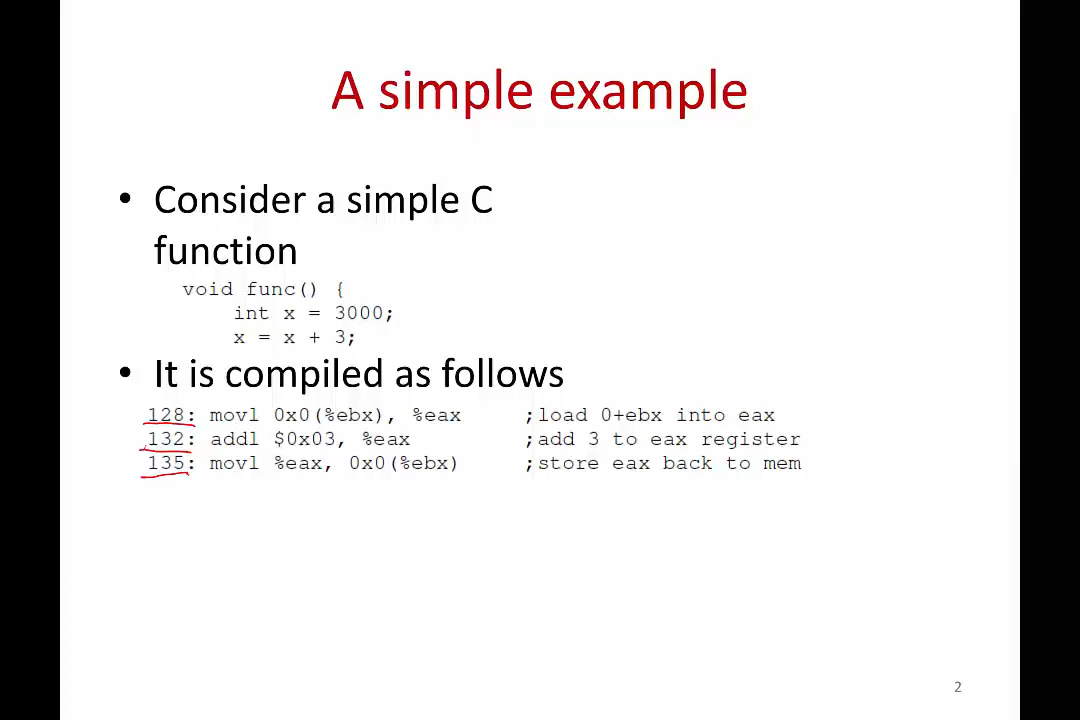 A simple example
• Consider a simple C
function
void func() {
int x = 3000;
x = x + 3;
• It is compiled as follows
128: movl 0x0(%ebx), %eax ;load 0+ebx into eax
132: addl $0x03, %eax ;add 3 to eax register
135: movl %eax, 0x0(%ebx) ;store eax back to mem
2